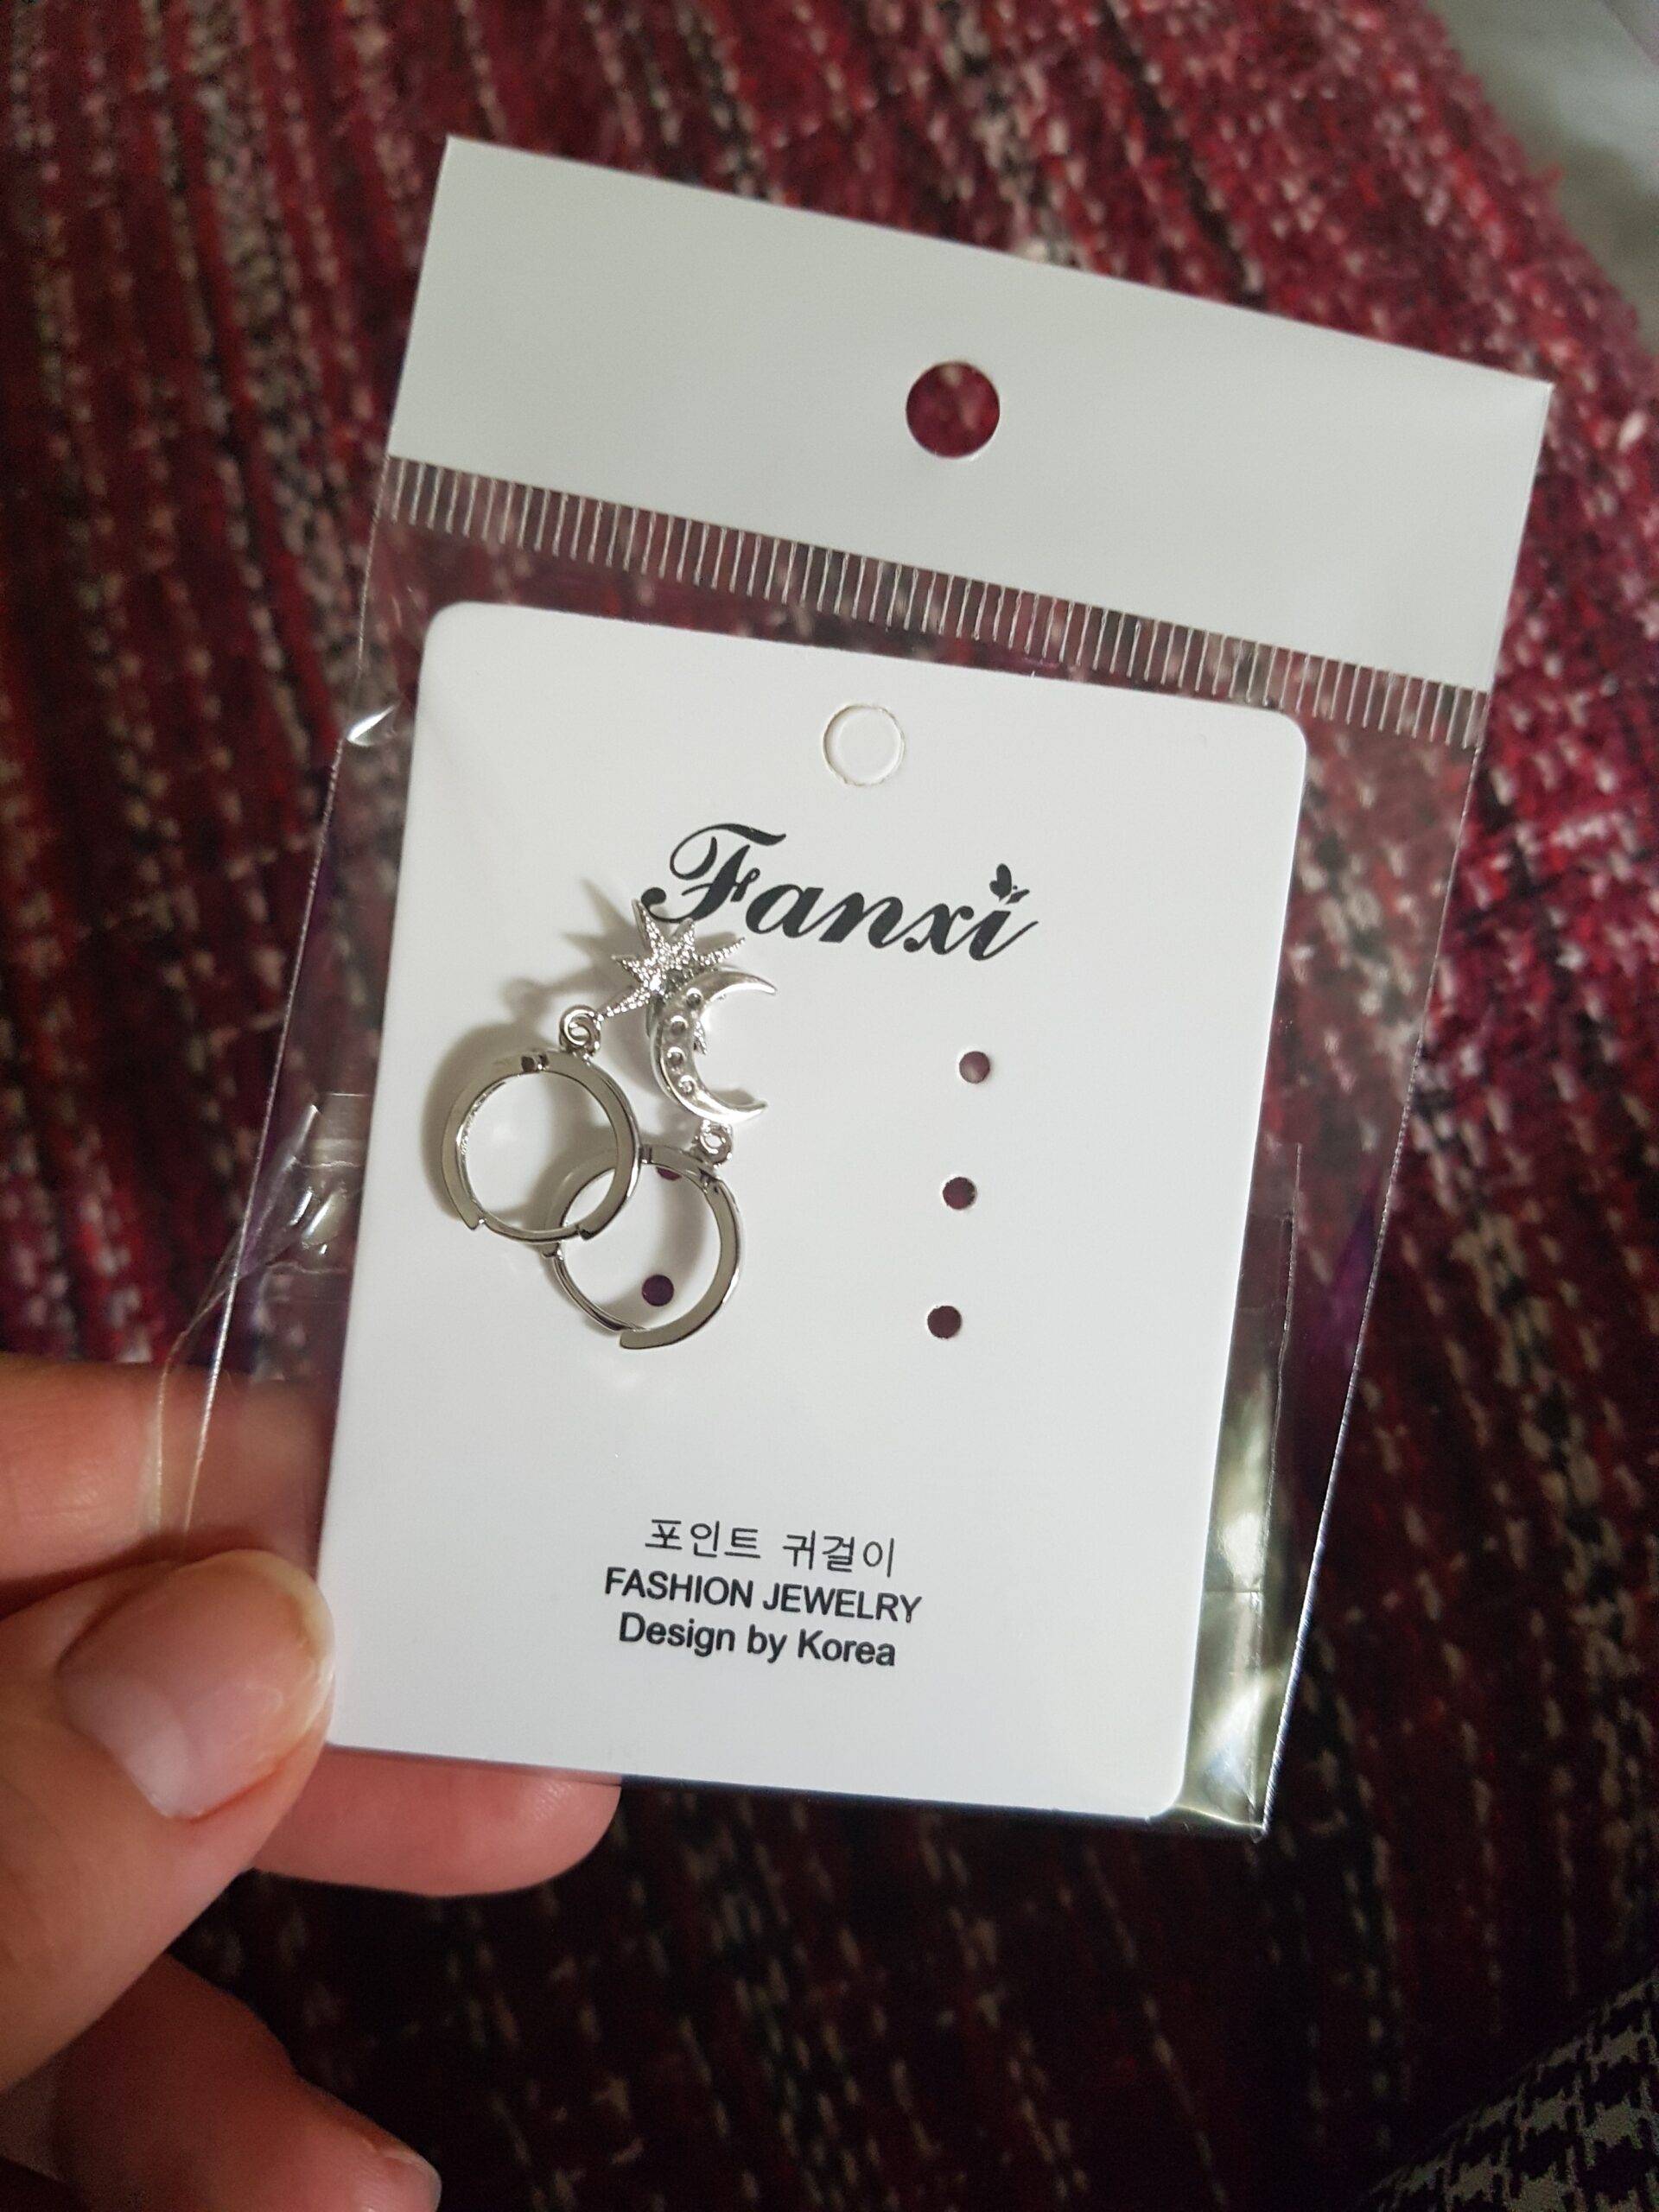 Fanxi
포인트 귀걸이
FASHION JEWELRY
Design by Korea